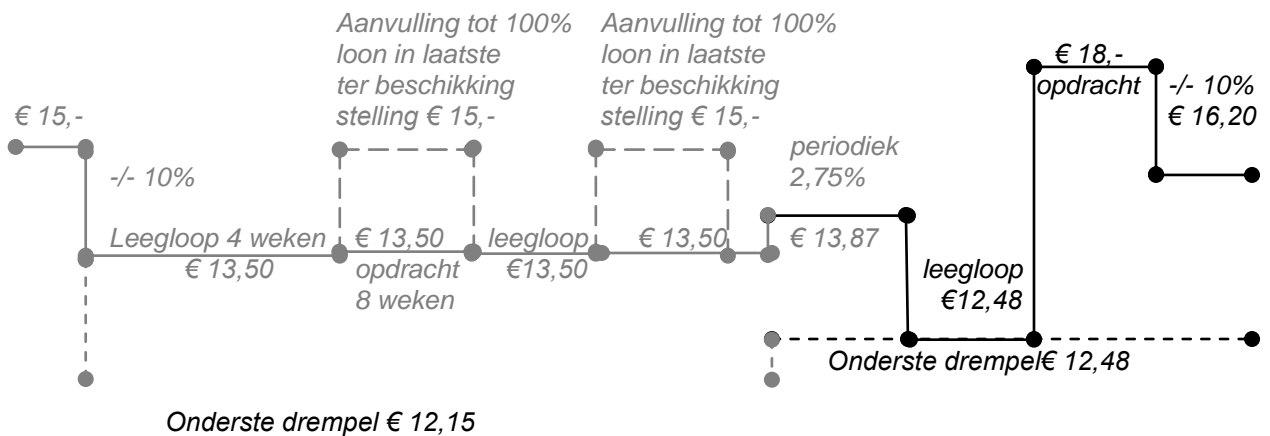 Aanvulling tot 100%
loon in laatste
ter beschikking
stelling € 15,-
Aanvulling tot 100%
loon in laatste
ter beschikking
stelling € 15,-
€ 18,-
opdracht
-/- 10%
€ 16,20
€ 15,-
-/- 10%
periodiek
2,75%
Leegloop 4 weken
€ 13,50
€ 13,50
opdracht
8 weken
leegloop
€13,50
€ 13,50
€ 13,87
leegloop
€12,48
Onderste drempel€ 12,48
Onderste drempel € 12,15